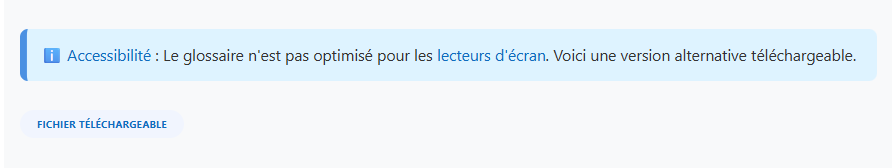 ℹ️ Accessibilité : Le glossaire n'est pas optimisé pour les lecteurs d'écran. Voici une version alternative téléchargeable.
FICHIER TÉLÉCHARGEABLE